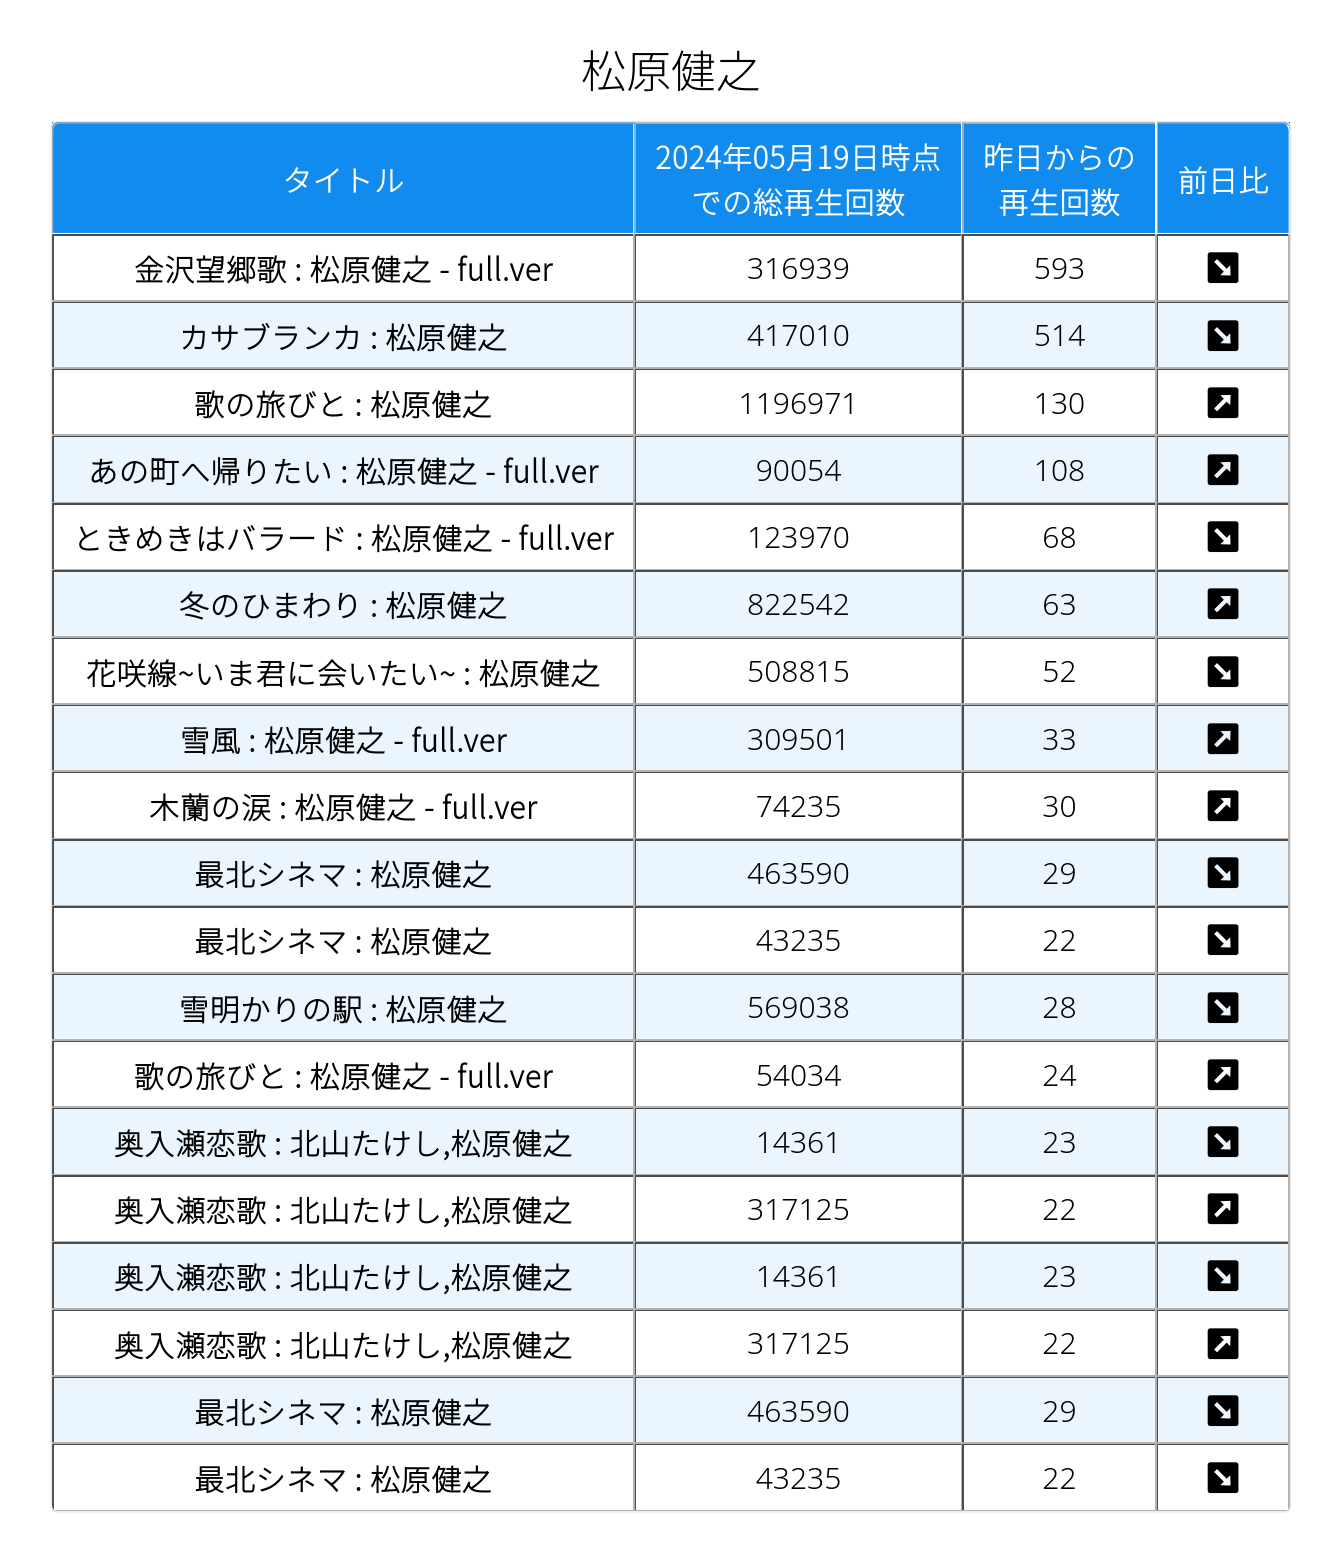 松原健之
タイトル 2024年05月19日時点での総再生回数 昨日からの再生回数 前日比
金沢望郷歌 : 松原健之 - full.ver 316939 593 ↘
カサブランカ : 松原健之 417010 514 ↘
歌の旅びと : 松原健之 1196971 130 ↗
あの町へ帰りたい : 松原健之 - full.ver 90054 108 ↗
ときめきはバラード : 松原健之 - full.ver 123970 68 ↘
冬のひまわり : 松原健之 822542 63 ↗
花咲線~いま君に会いたい~ : 松原健之 508815 52 ↘
雪風 : 松原健之 - full.ver 309501 33 ↗
木蘭の涙 : 松原健之 - full.ver 74235 30 ↗
最北シネマ : 松原健之 463590 29 ↘
最北シネマ : 松原健之 43235 22 ↘
雪明かりの駅 : 松原健之 569038 28 ↘
歌の旅びと : 松原健之 - full.ver 54034 24 ↗
奥入瀬恋歌 : 北山たけし,松原健之 14361 23 ↘
奥入瀬恋歌 : 北山たけし,松原健之 317125 22 ↗
奥入瀬恋歌 : 北山たけし,松原健之 14361 23 ↘
奥入瀬恋歌 : 北山たけし,松原健之 317125 22 ↗
最北シネマ : 松原健之 463590 29 ↘
最北シネマ : 松原健之 43235 22 ↘